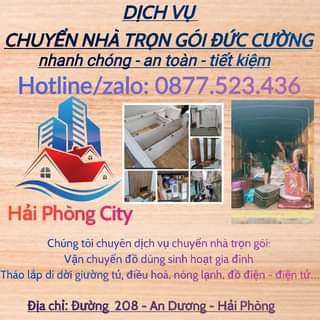 DỊCH VỤ
CHUYỂN NHÀ TRỌN GÓI ĐỨC CƯỜNG
nhanh chóng - an toàn - tiết kiệm
Hotline/zalo: 0877.523.436
Hải Phòng City
Chúng tôi chuyên dịch vụ chuyển nhà trọn gói:
Vận chuyển đồ dùng sinh hoạt gia đình
Tháo lắp di dời giường tủ, điều hoà, nóng lạnh, đồ điện - điện tử...
Địa chỉ: Đường 208 - An Dương - Hải Phòng